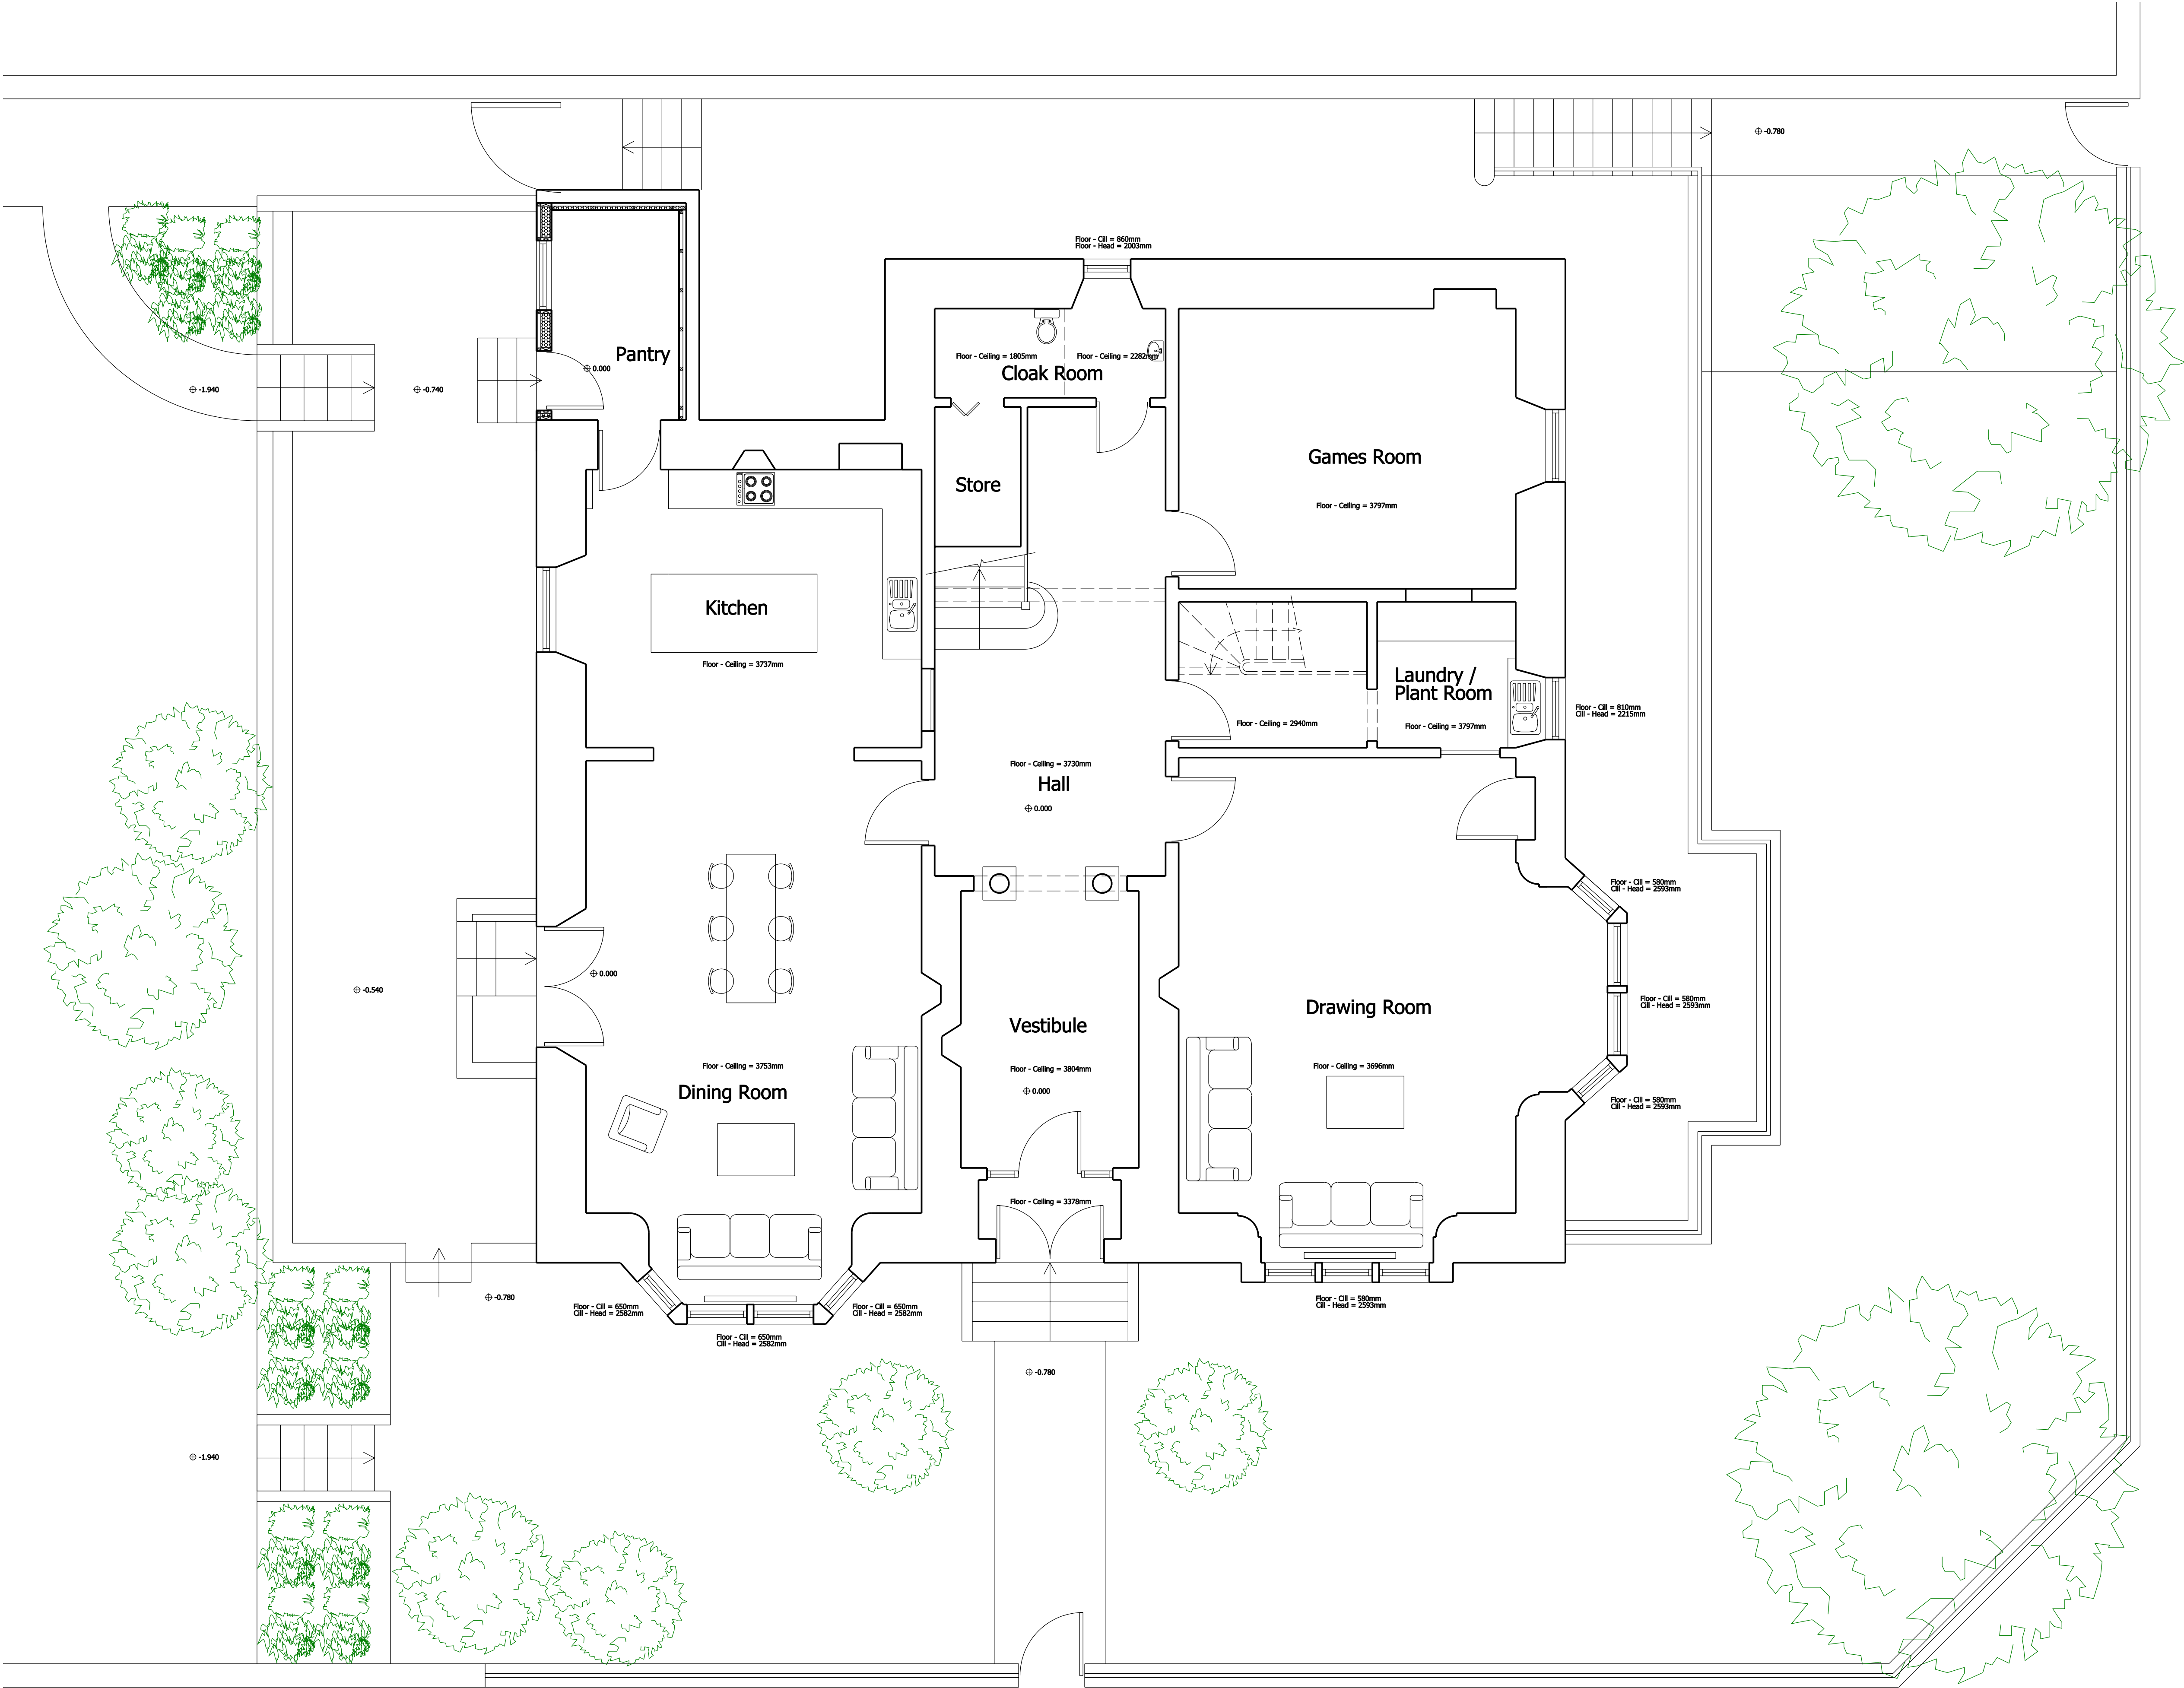 -0.780
Floor - Cill = 860mm
Floor - Head = 2003mm
Pantry
0.000
Floor - Ceiling = 1805mm
Floor - Ceiling = 2282mm
Cloak Room
-1.940
-0.740
Games Room
Store
Floor - Ceiling = 3797mm
Kitchen
Floor - Ceiling = 3737mm
Laundry /
Plant Room
Floor - Cill = 810mm
Cill - Head = 2215mm
Floor - Ceiling = 2940mm
Floor - Ceiling = 3797mm
Floor - Ceiling = 3730mm
Hall
0.000
Floor - Cill = 580mm
Cill - Head = 2593mm
0.000
-0.540
Floor - Cill = 580mm
Cill - Head = 2593mm
Drawing Room
Vestibule
Floor - Ceiling = 3753mm
Floor - Ceiling = 3804mm
Floor - Ceiling = 3696mm
Dining Room
0.000
Floor - Cill = 580mm
Cill - Head = 2593mm
Floor - Ceiling = 3378mm
-0.780
Floor - Cill = 650mm
Cill - Head = 2582mm
Floor - Cill = 650mm
Cill - Head = 2582mm
Floor - Cill = 580mm
Cill - Head = 2593mm
Floor - Cill = 650mm
Cill - Head = 2582mm
-0.780
-1.940